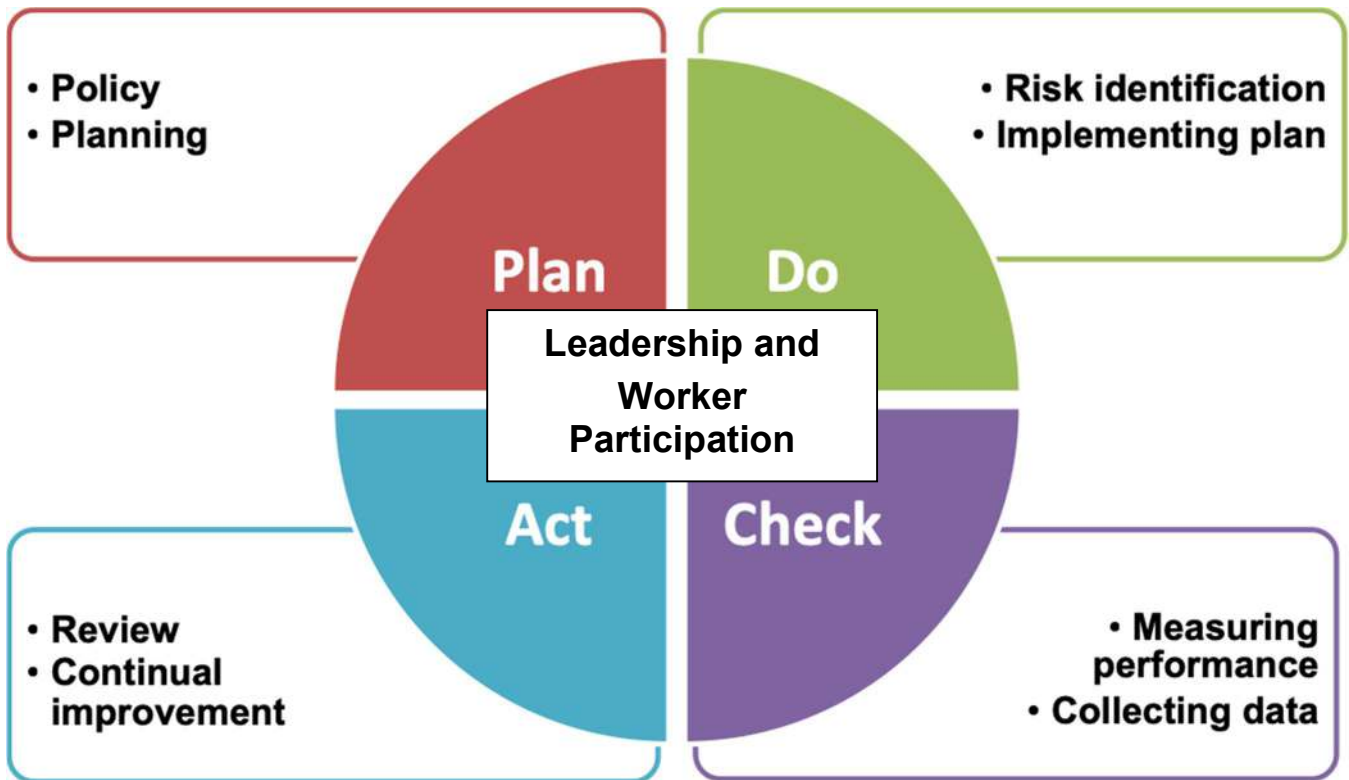 • Policy
• Planning
• Risk identification
• Implementing plan
Plan
Do
Leadership and
Worker
Participation
Act
Check
• Review
• Continual
improvement
• Measuring
performance
• Collecting data